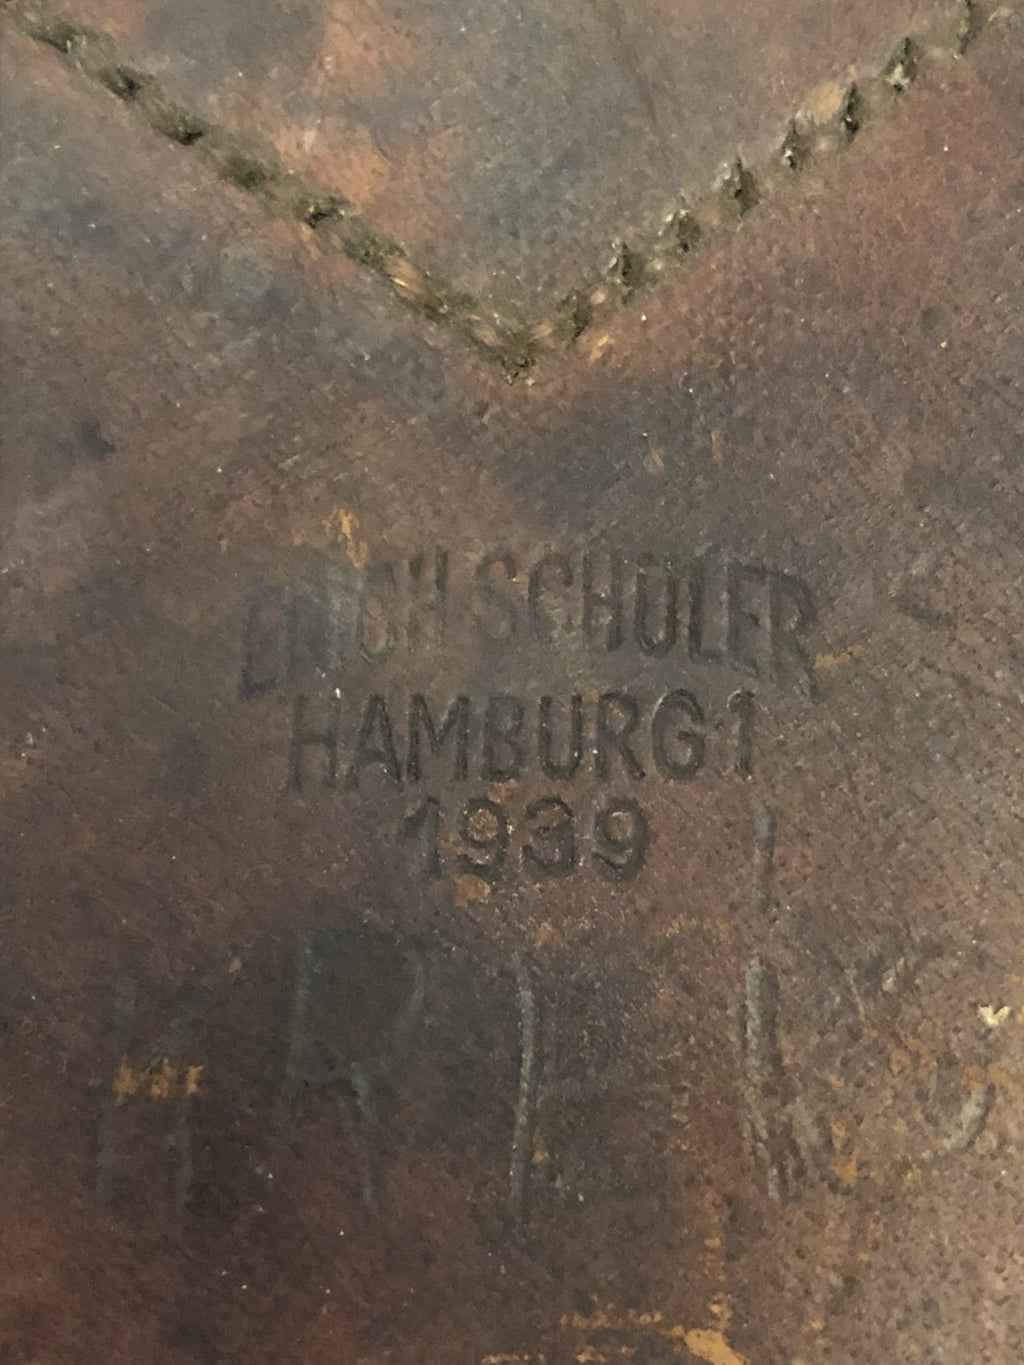 ERICH SCHÜLER
HAMBURG 1
1939